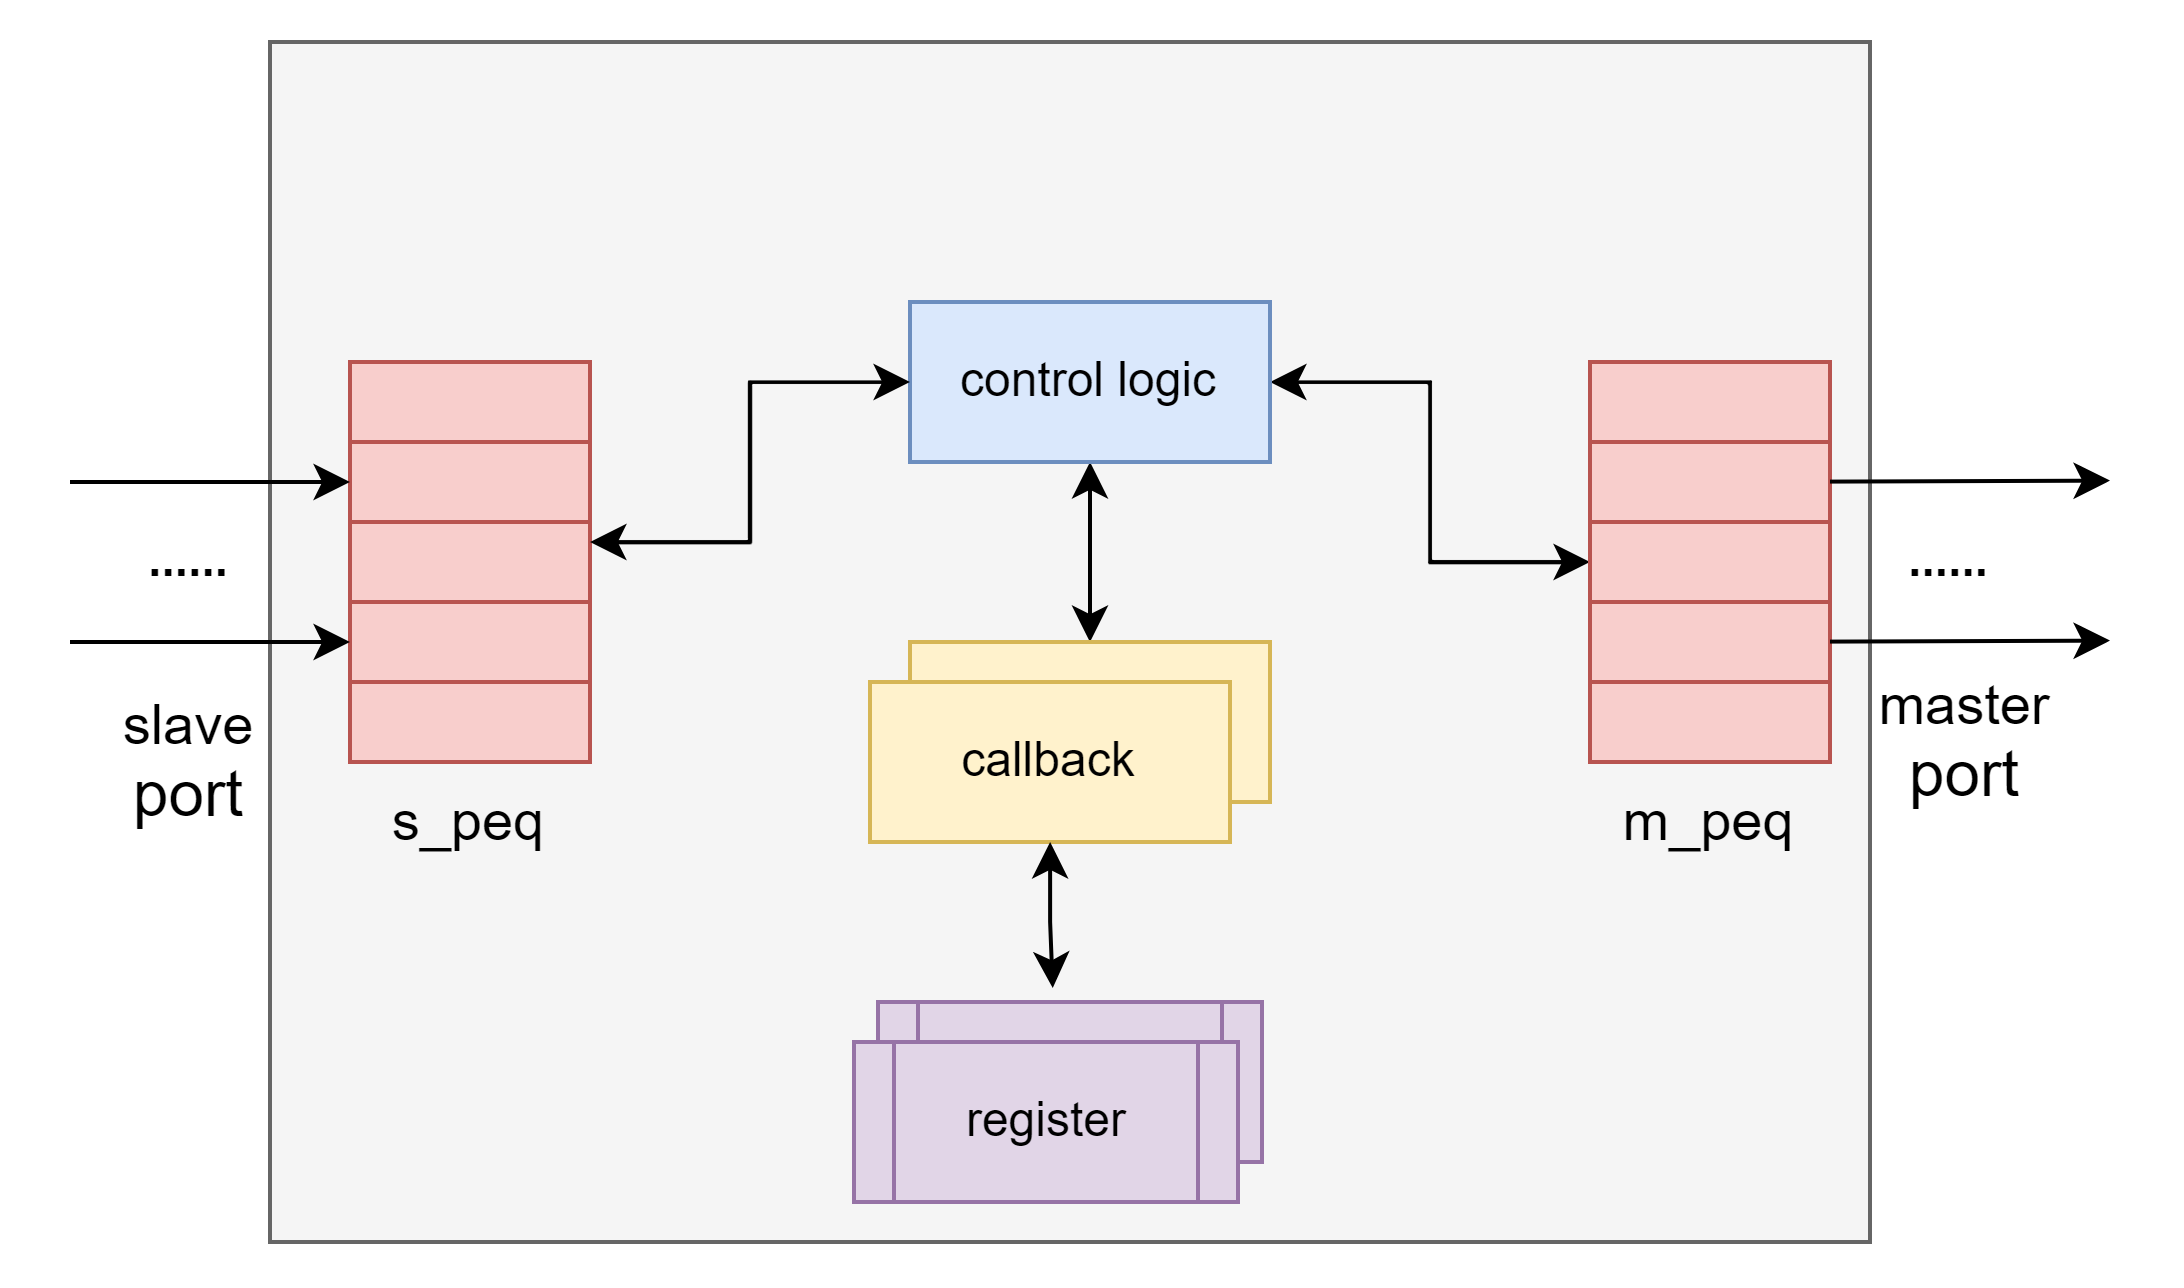 control logic
......
......
callback
slave
port
master
port
s_peq
m_peq
register